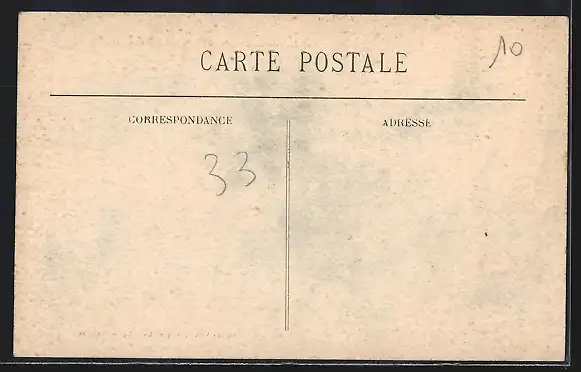 10
CARTE POSTALE
CORRESPONDANCE
ADRESSE
33